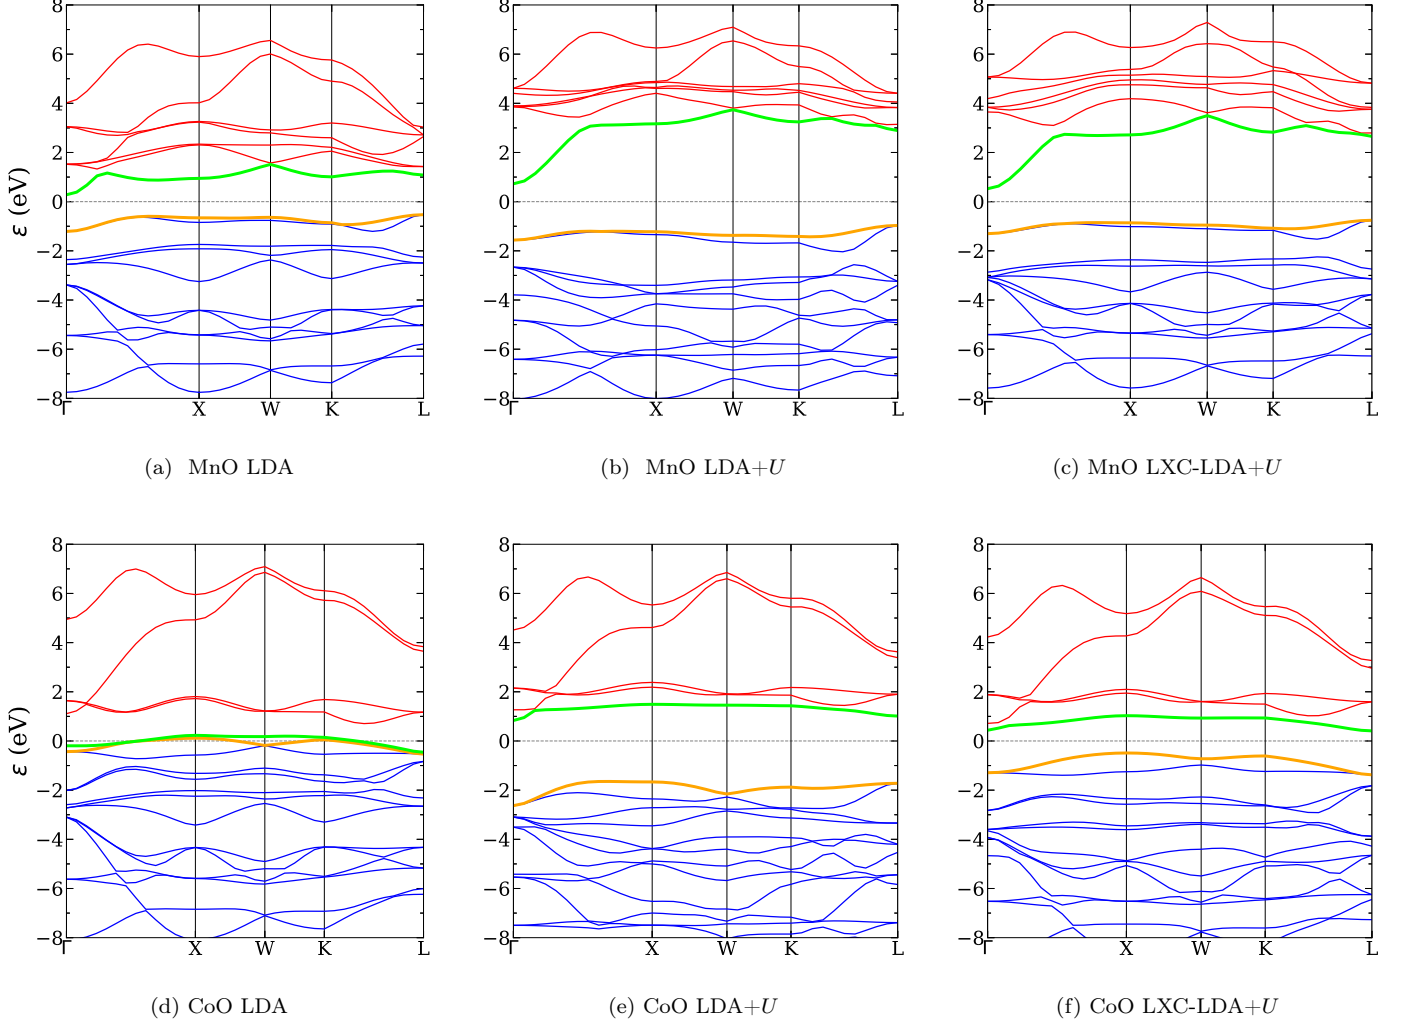 8 8 8
6 6 6
4 4 4
2 2 2
ε (eV) 0 0 0
−2 −2 −2
−4 −4 −4
−6 −6 −6
−8 −8 −8
Γ X W K L Γ X W K L Γ X W K L
(a) MnO LDA (b) MnO LDA+U (c) MnO LXC-LDA+U
8 8 8
6 6 6
4 4 4
2 2 2
ε (eV) 0 0 0
−2 −2 −2
−4 −4 −4
−6 −6 −6
−8 −8 −8
Γ X W K L Γ X W K L Γ X W K L
(d) CoO LDA (e) CoO LDA+U (f) CoO LXC-LDA+U